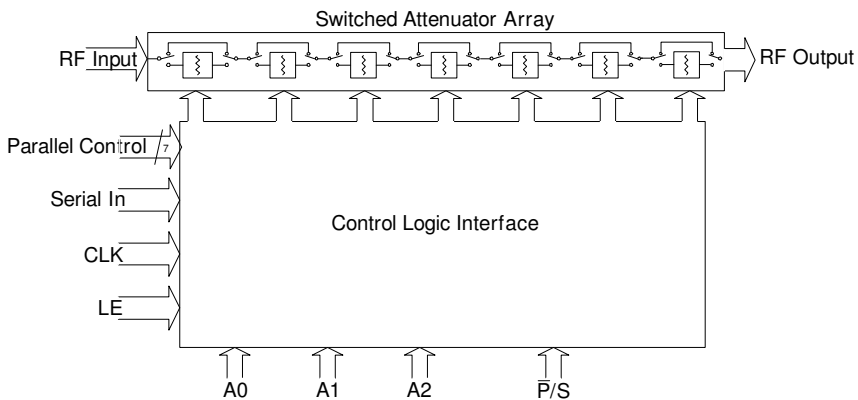 Switched Attenuator Array
RF Input
RF Output
Parallel Control
7
Serial In
Control Logic Interface
CLK
LE
A0
A1
A2
P̅/S